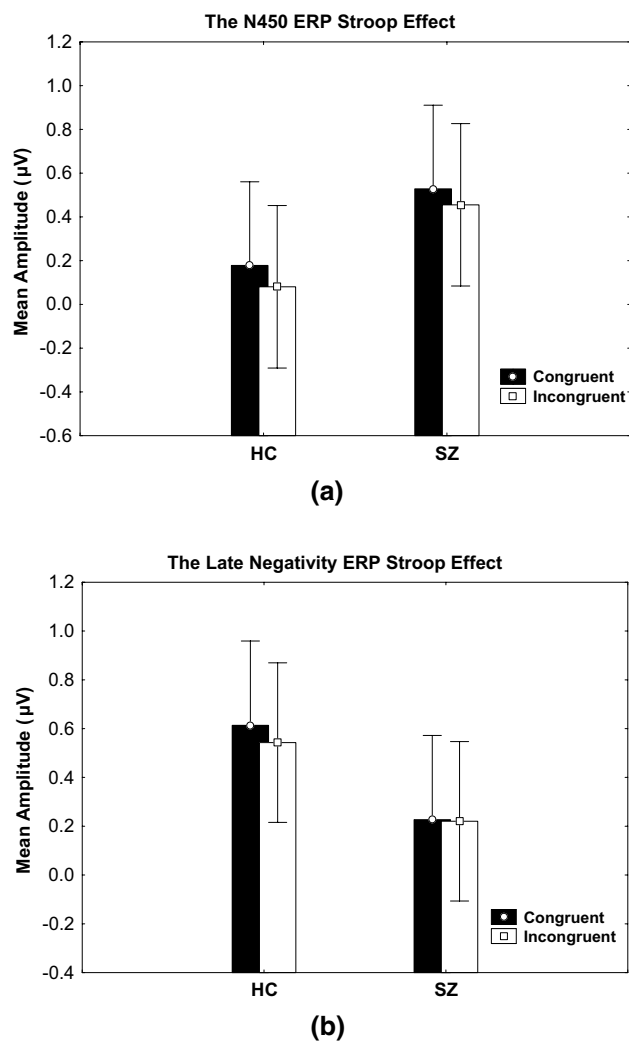 The N450 ERP Stroop Effect
1.2
1.0
0.8
0.6
0.4
0.2
0.0
-0.2
-0.4
-0.6
Mean Amplitude (µV)
Congruent
Incongruent
HC SZ
(a)
The Late Negativity ERP Stroop Effect
1.2
1.0
0.8
0.6
0.4
0.2
0.0
-0.2
-0.4
Mean Amplitude (µV)
Congruent
Incongruent
HC SZ
(b)